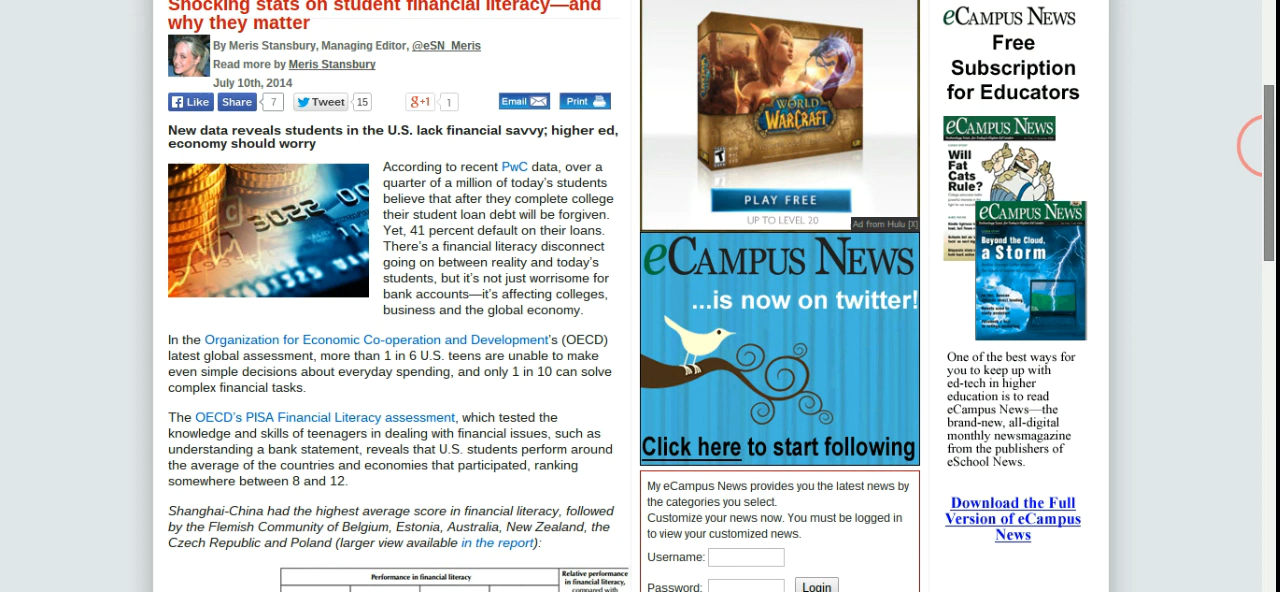 Shocking stats on student financial literacy—and
why they matter
By Meris Stansbury, Managing Editor, @eSN_Meris
Read more by Meris Stansbury
July 10th, 2014
Like Share 7 Tweet 15 g+1 1 Email Print
New data reveals students in the U.S. lack financial savvy; higher ed,
economy should worry
According to recent PwC data, over a
quarter of a million of today's students
believe that after they complete college
their student loan debt will be forgiven.
Yet, 41 percent default on their loans.
There's a financial literacy disconnect
going on between reality and today's
students, but it's not just worrisome for
bank accounts—it's affecting colleges,
business and the global economy.
In the Organization for Economic Co-operation and Development's (OECD)
latest global assessment, more than 1 in 6 U.S. teens are unable to make
even simple decisions about everyday spending, and only 1 in 10 can solve
complex financial tasks.
The OECD's PISA Financial Literacy assessment, which tested the
knowledge and skills of teenagers in dealing with financial issues, such as
understanding a bank statement, reveals that U.S. students perform around
the average of the countries and economies that participated, ranking
somewhere between 8 and 12.
Shanghai-China had the highest average score in financial literacy, followed
by the Flemish Community of Belgium, Estonia, Australia, New Zealand, the
Czech Republic and Poland (larger view available in the report):
Performance in financial literacy
Relative performance
in financial literacy,
compared with
WORLD
WARCRAFT
PLAY FREE
UP TO LEVEL 20
Ad from Hulu [X]
eCAMPUS NEWS
...is now on twitter!
Click here to start following
My eCampus News provides you the latest news by
the categories you select.
Customize your news now. You must be logged in
to view your customized news.
Username:
Password:
Login
eCAMPUS NEWS
Free
Subscription
for Educators
eCAMPUS NEWS
Will
Fat
Cats
Rule?
eCAMPUS NEWS
Beyond the Cloud,
a Storm
One of the best ways for
you to keep up with
ed-tech in higher
education is to read
eCampus News—the
brand-new, all-digital
monthly newsmagazine
from the publishers of
eSchool News.
Download the Full
Version of eCampus
News